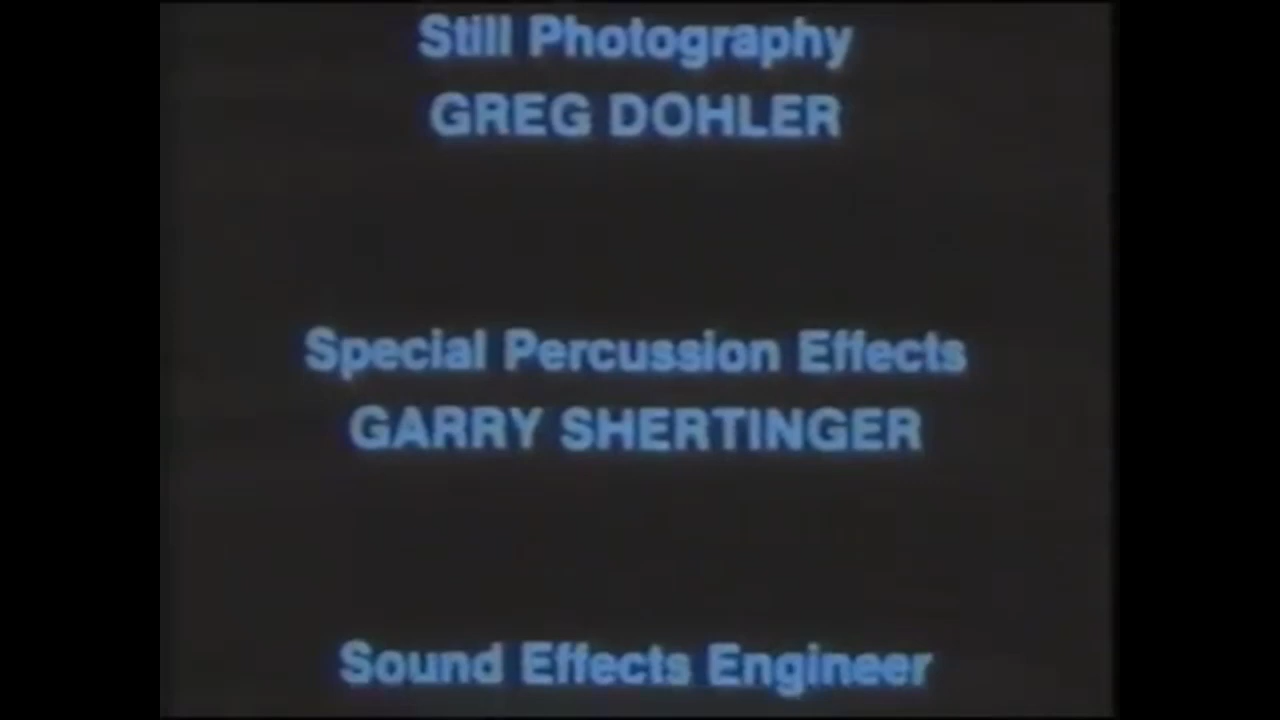 Still Photography
GREG DOHLER
Special Percussion Effects
GARRY SHERTINGER
Sound Effects Engineer